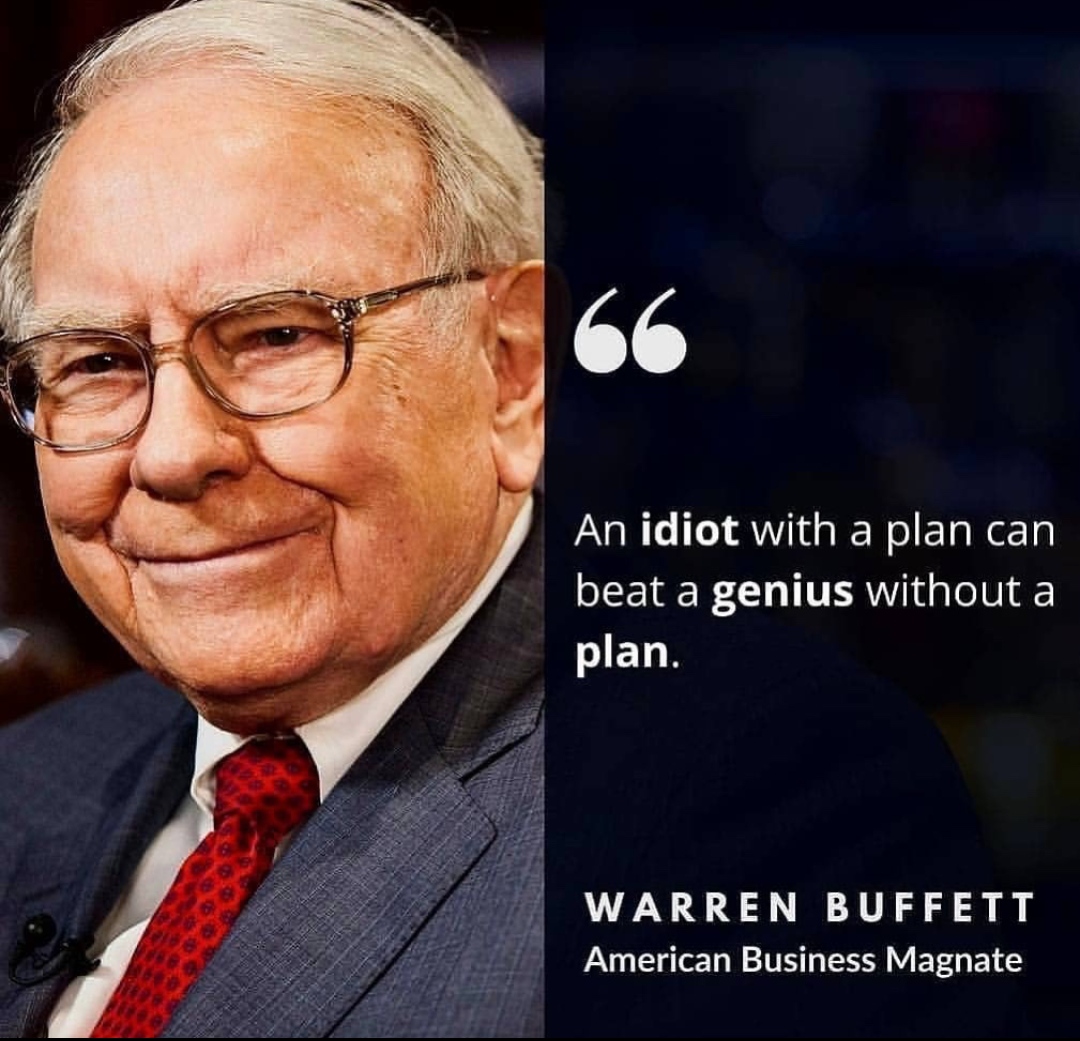 “
An idiot with a plan can
beat a genius without a
plan.
WARREN BUFFETT
American Business Magnate